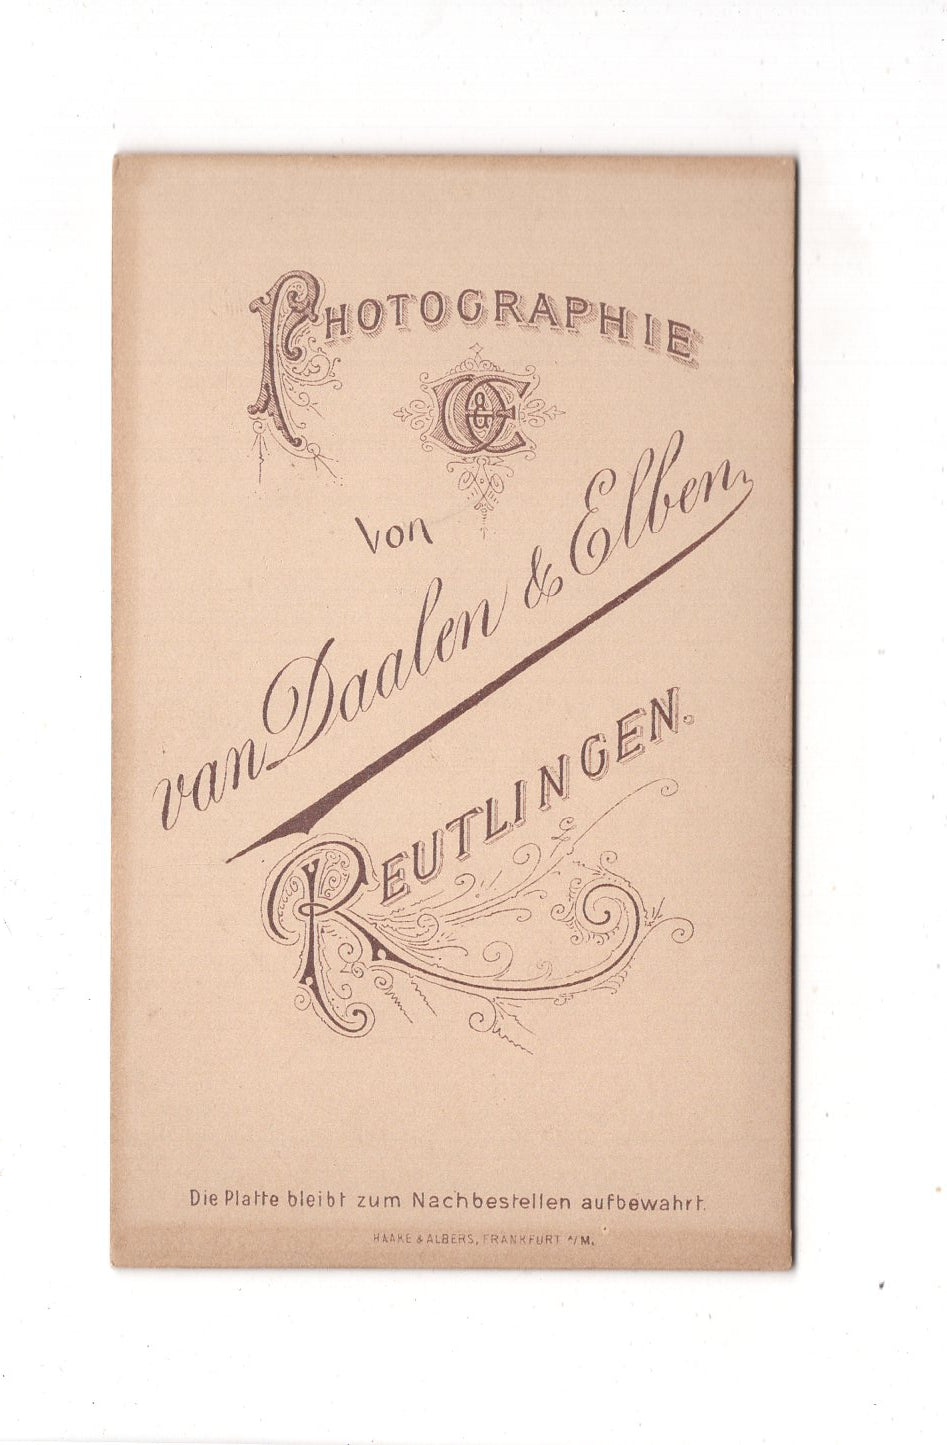 PHOTOGRAPHIE
D&E
von
van Daalen & Elben,
REUTLINGEN.
Die Platte bleibt zum Nachbestellen aufbewahrt.
HAAKE & ALBERS, FRANKFURT A/M.